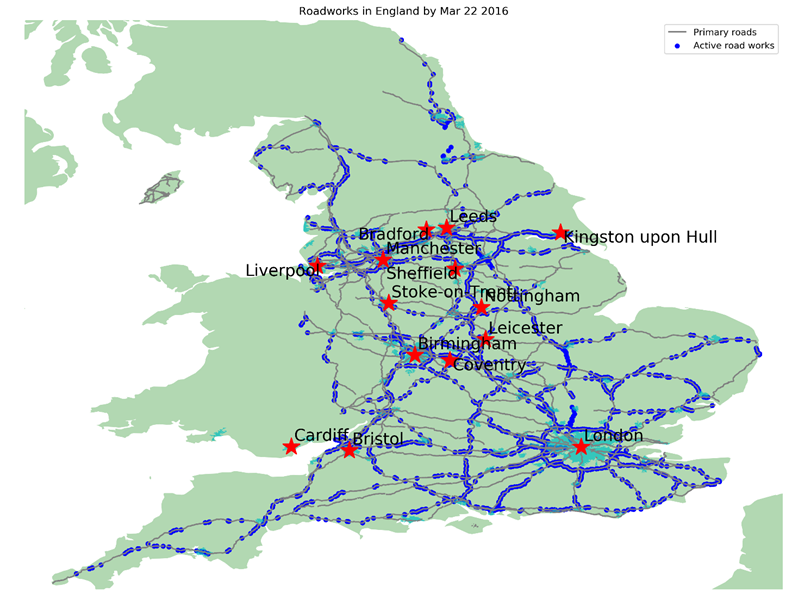 Roadworks in England by Mar 22 2016
Primary roads
Active road works
Leeds
Bradford
Kingston upon Hull
Manchester
Liverpool
Sheffield
Stoke-on-Trent
Nottingham
Leicester
Birmingham
Coventry
Cardiff
Bristol
London